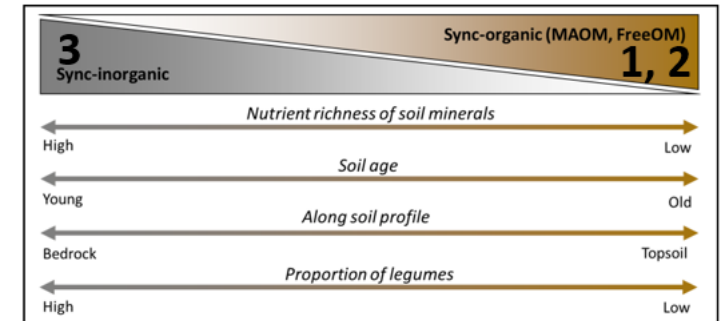 Sync-organic (MAOM, FreeOM)
3
1, 2
Sync-inorganic
Nutrient richness of soil minerals
High Low
Soil age
Young Old
Along soil profile
Bedrock Topsoil
Proportion of legumes
High Low